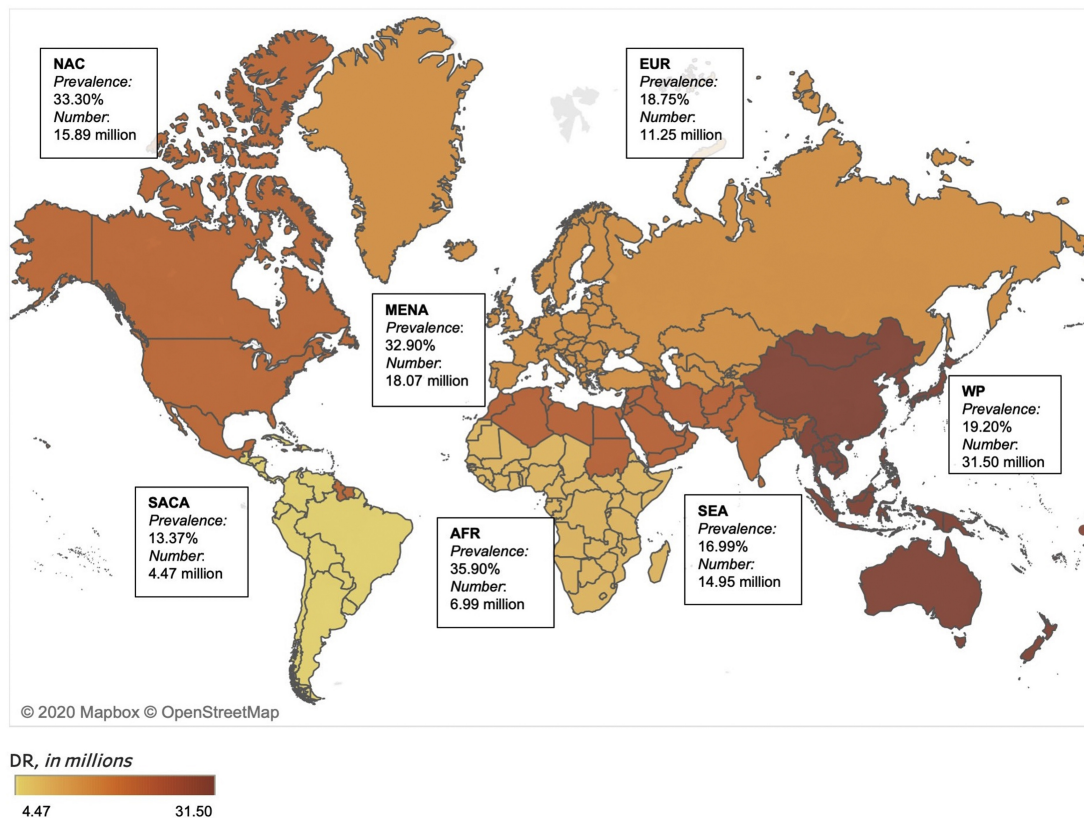 NAC
Prevalence:
33.30%
Number:
15.89 million
EUR
Prevalence:
18.75%
Number:
11.25 million
MENA
Prevalence:
32.90%
Number:
18.07 million
WP
Prevalence:
19.20%
Number:
31.50 million
SACA
Prevalence:
13.37%
Number:
4.47 million
AFR
Prevalence:
35.90%
Number:
6.99 million
SEA
Prevalence:
16.99%
Number:
14.95 million
© 2020 Mapbox © OpenStreetMap
DR, in millions
4.47 31.50